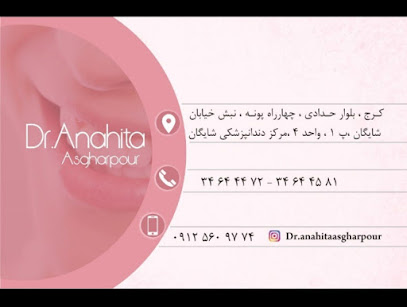 Dr.Anahita
Asgharpour
کرج ، بلوار حدادی ، چهارراه پونه ، نبش خیابان
شایگان ،پ ۱ ، واحد ۴ ،مرکز دندانپزشکی شایگان
۳۴ ۶۴ ۴۴ ۷۲ - ۳۴ ۶۴ ۴۵ ۸۱
۰۹۱۲ ۵۶۰ ۹۷ ۷۴ Dr.anahitaasgharpour